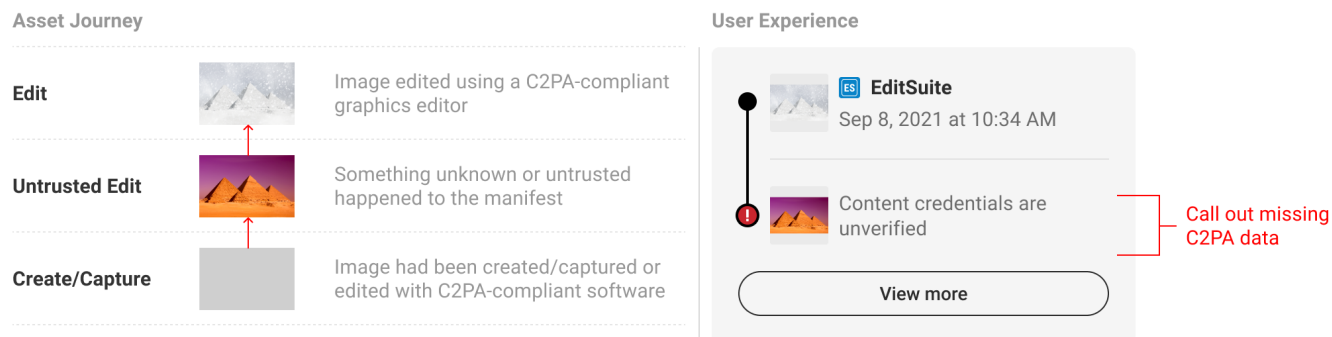 Asset Journey
User Experience
Edit
Image edited using a C2PA-compliant
graphics editor
Untrusted Edit
Something unknown or untrusted
happened to the manifest
Create/Capture
Image had been created/captured or
edited with C2PA-compliant software
ES EditSuite
Sep 8, 2021 at 10:34 AM
!
Content credentials are
unverified
View more
Call out missing
C2PA data